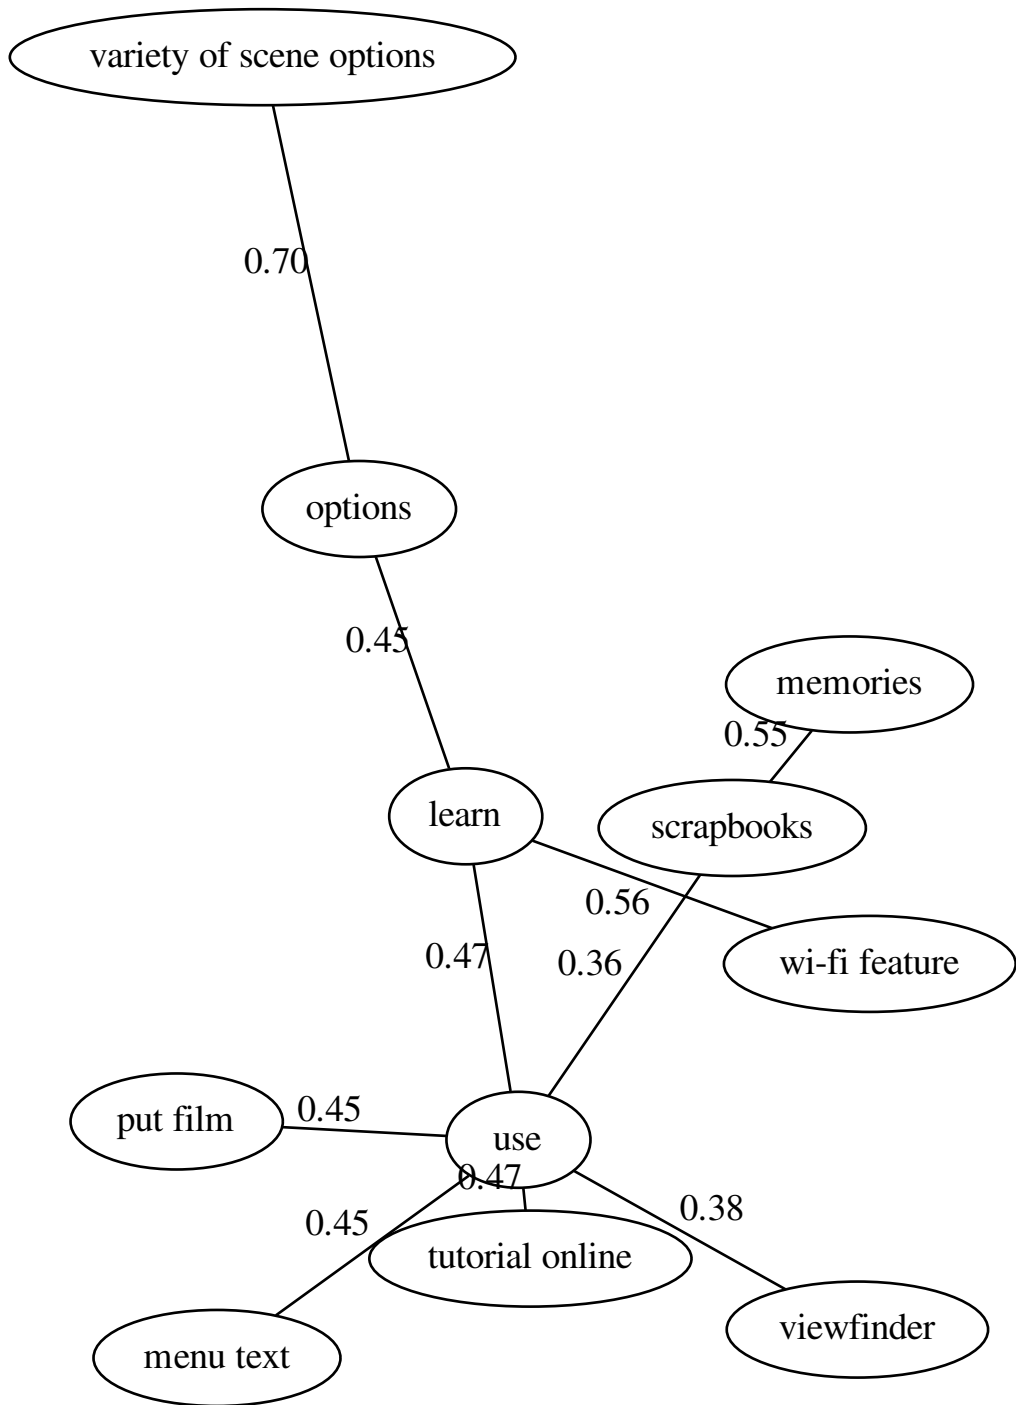 variety of scene options
0.70
options
0.45
memories
0.55
learn
scrapbooks
0.56
0.47
0.36
wi-fi feature
put film
0.45
use
0.47
0.38
0.45
tutorial online
viewfinder
menu text